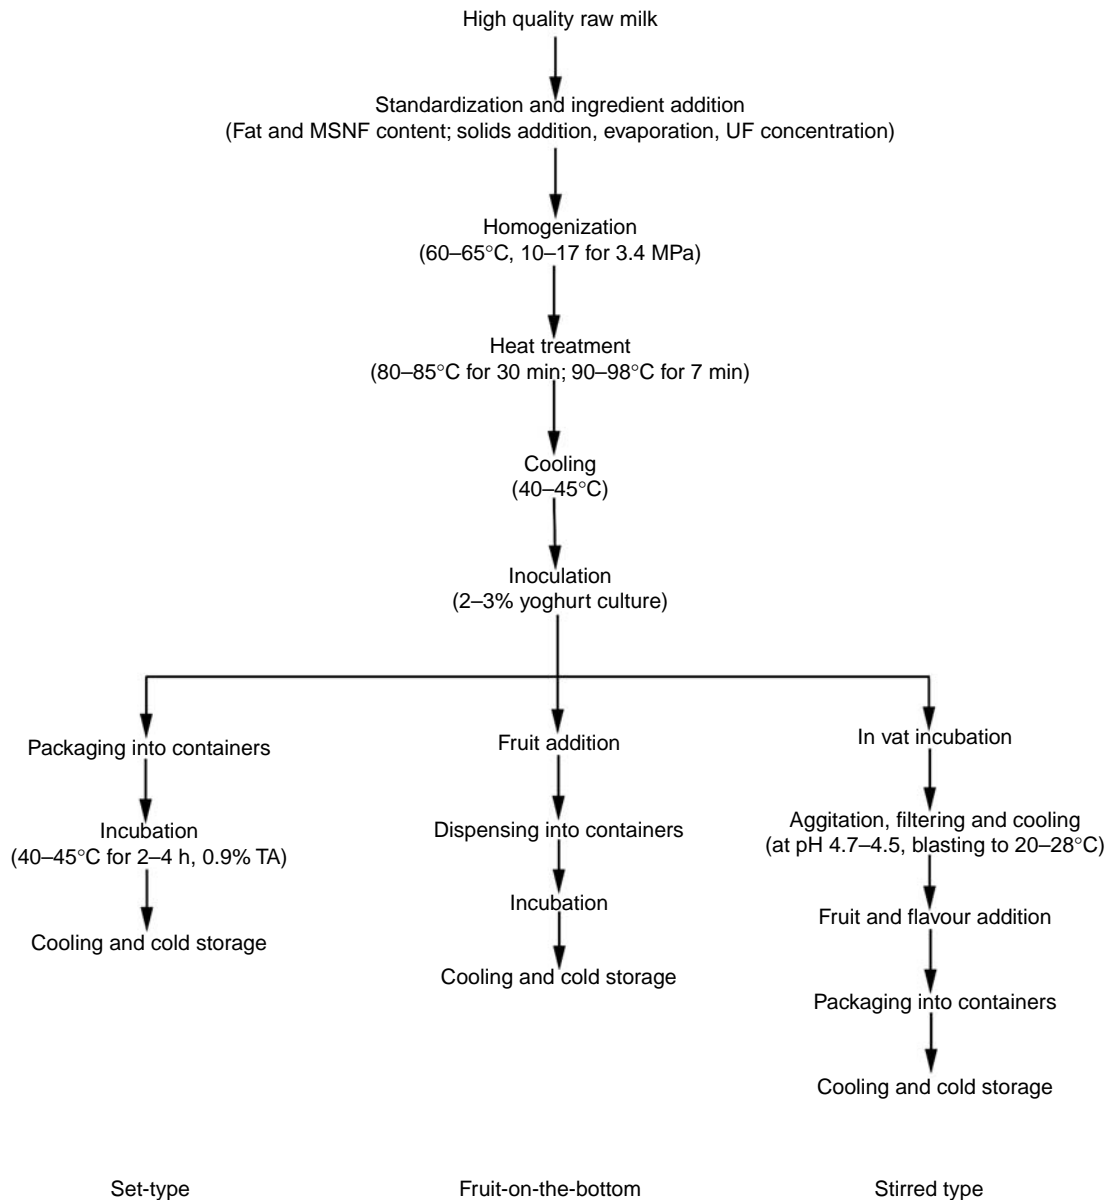 High quality raw milk
Standardization and ingredient addition
(Fat and MSNF content; solids addition, evaporation, UF concentration)
Homogenization
(60–65°C, 10–17 for 3.4 MPa)
Heat treatment
(80–85°C for 30 min; 90–98°C for 7 min)
Cooling
(40–45°C)
Inoculation
(2–3% yoghurt culture)
Packaging into containers
Incubation
(40–45°C for 2–4 h, 0.9% TA)
Cooling and cold storage
Fruit addition
Dispensing into containers
Incubation
Cooling and cold storage
In vat incubation
Aggitation, filtering and cooling
(at pH 4.7–4.5, blasting to 20–28°C)
Fruit and flavour addition
Packaging into containers
Cooling and cold storage
Set-type
Fruit-on-the-bottom
Stirred type